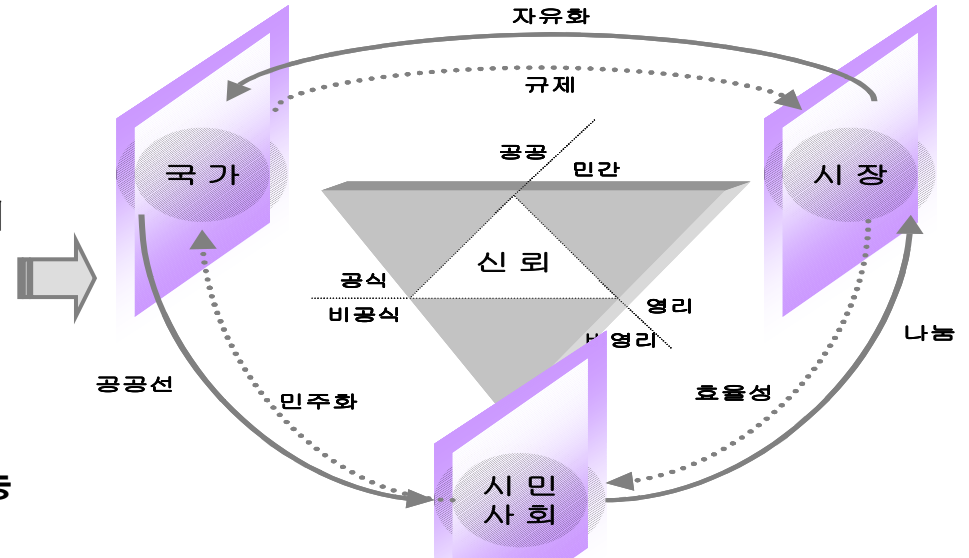 자유화
규제
국 가
시 장
공공
민간
신 뢰
공식
비공식
영리
영리
나눔
공공선
민주화
효율성
시 민
사 회